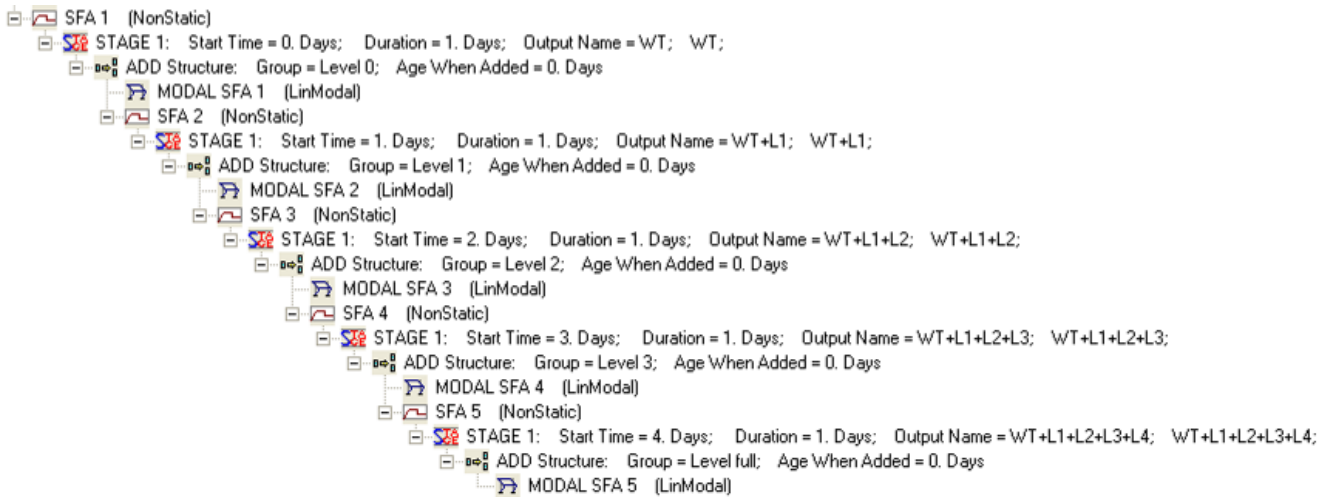 SFA 1 (NonStatic)
STAGE 1: Start Time = 0. Days; Duration = 1. Days; Output Name = WT; WT;
ADD Structure: Group = Level 0; Age When Added = 0. Days
MODAL SFA 1 (LinModal)
SFA 2 (NonStatic)
STAGE 1: Start Time = 1. Days; Duration = 1. Days; Output Name = WT+L1; WT+L1;
ADD Structure: Group = Level 1; Age When Added = 0. Days
MODAL SFA 2 (LinModal)
SFA 3 (NonStatic)
STAGE 1: Start Time = 2. Days; Duration = 1. Days; Output Name = WT+L1+L2; WT+L1+L2;
ADD Structure: Group = Level 2; Age When Added = 0. Days
MODAL SFA 3 (LinModal)
SFA 4 (NonStatic)
STAGE 1: Start Time = 3. Days; Duration = 1. Days; Output Name = WT+L1+L2+L3; WT+L1+L2+L3;
ADD Structure: Group = Level 3; Age When Added = 0. Days
MODAL SFA 4 (LinModal)
SFA 5 (NonStatic)
STAGE 1: Start Time = 4. Days; Duration = 1. Days; Output Name = WT+L1+L2+L3+L4; WT+L1+L2+L3+L4;
ADD Structure: Group = Level full; Age When Added = 0. Days
MODAL SFA 5 (LinModal)